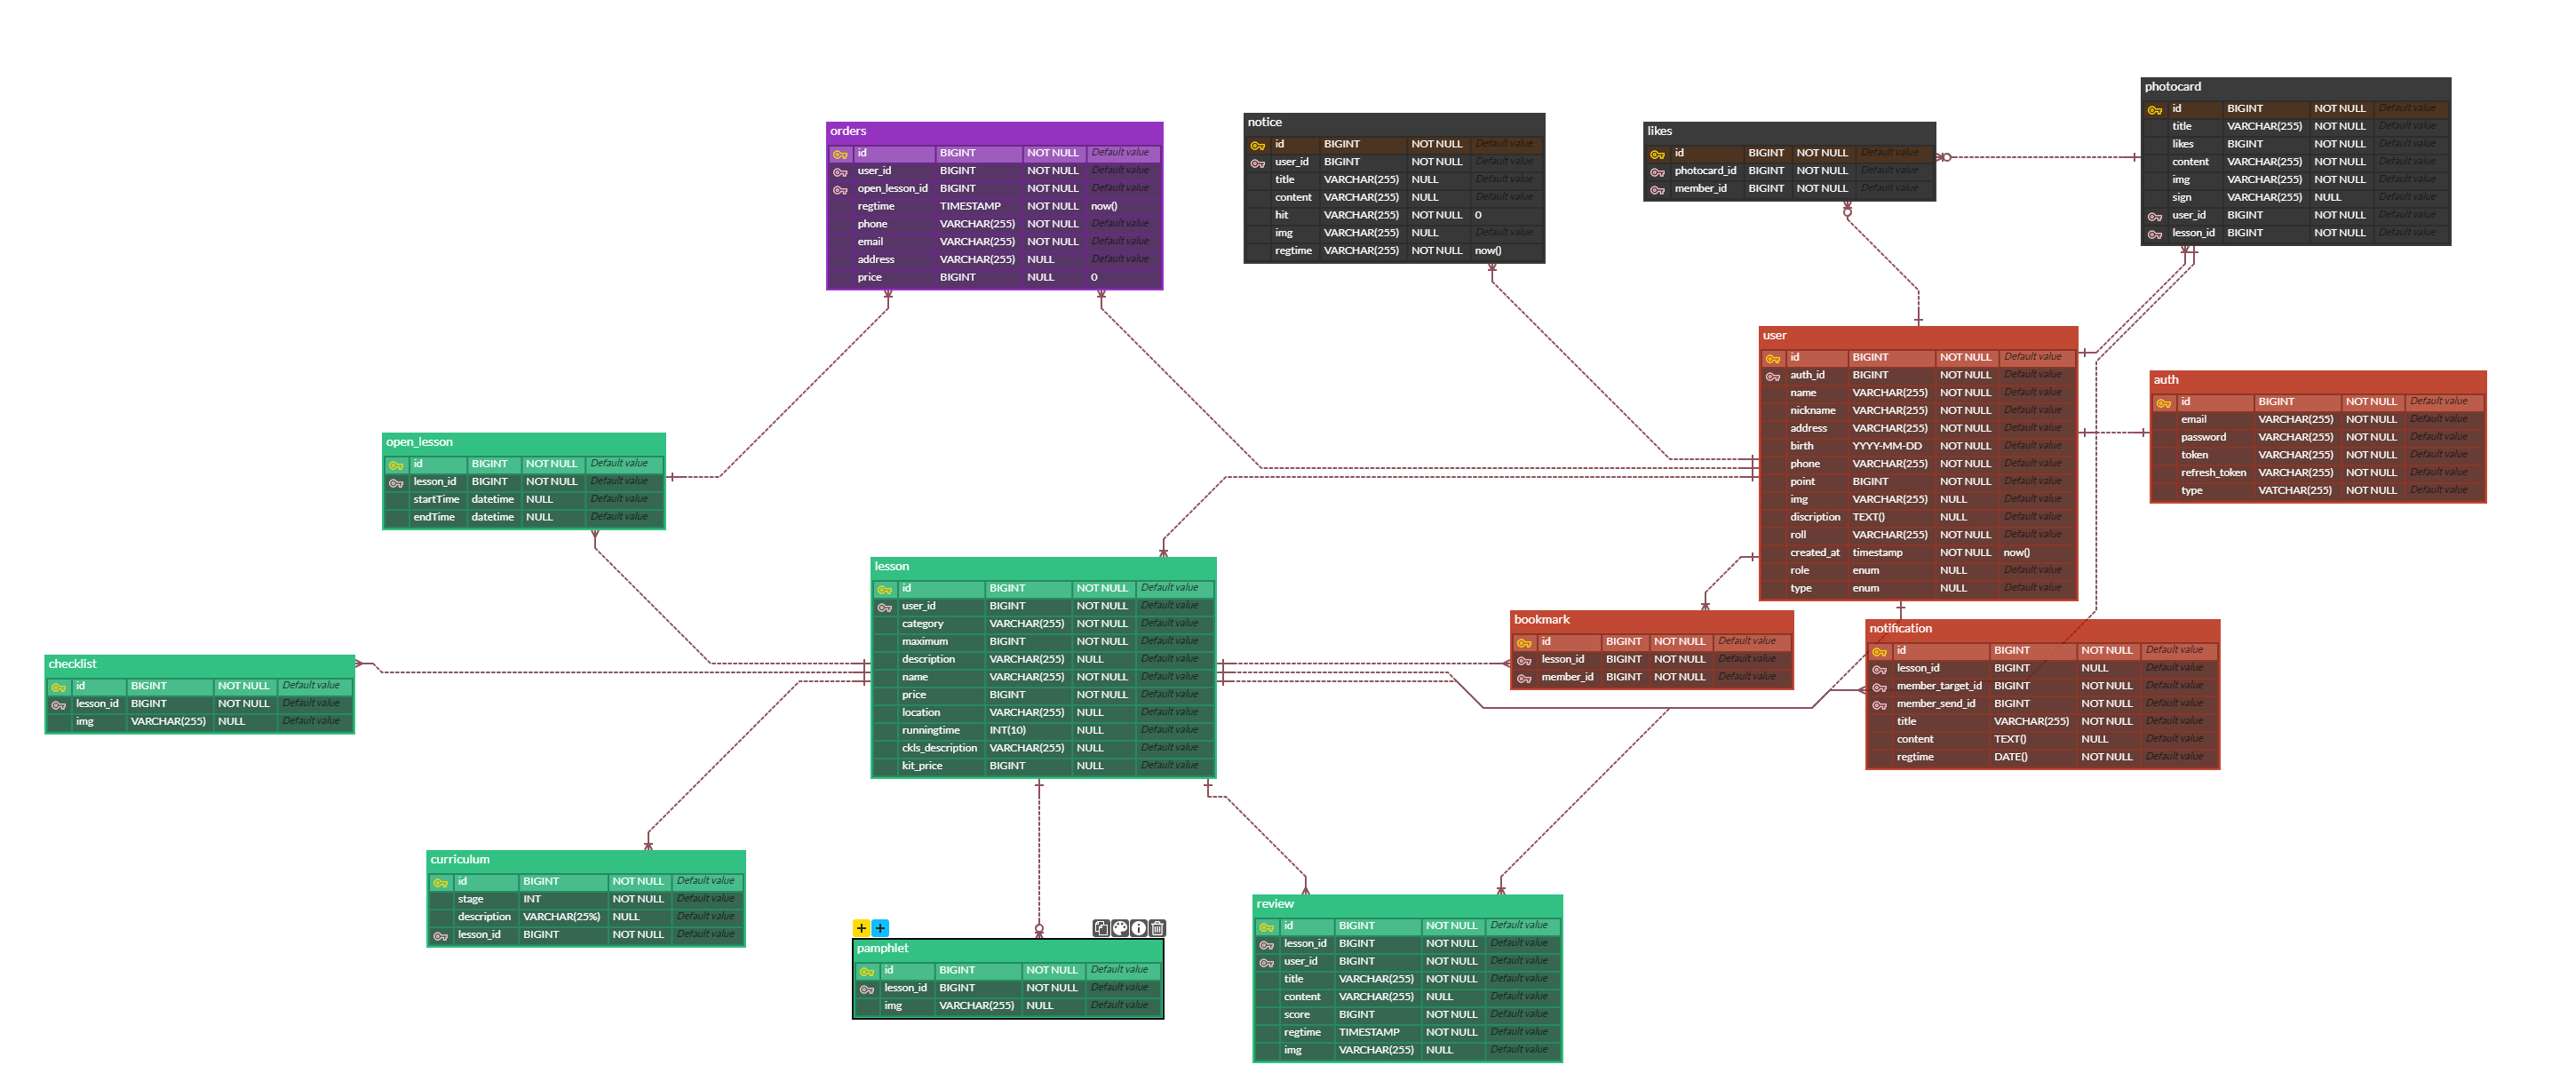 photocard
id BIGINT NOT NULL Default value
title VARCHAR(255) NOT NULL Default value
likes BIGINT NOT NULL Default value
content VARCHAR(255) NOT NULL Default value
img VARCHAR(255) NOT NULL Default value
sign VARCHAR(255) NULL Default value
user_id BIGINT NOT NULL Default value
lesson_id BIGINT NOT NULL Default value
notice
id BIGINT NOT NULL Default value
user_id BIGINT NOT NULL Default value
title VARCHAR(255) NULL Default value
content VARCHAR(255) NULL Default value
hit VARCHAR(255) NOT NULL 0
img VARCHAR(255) NULL Default value
regtime VARCHAR(255) NOT NULL now()
orders
id BIGINT NOT NULL Default value
user_id BIGINT NOT NULL Default value
open_lesson_id BIGINT NOT NULL Default value
regtime TIMESTAMP NOT NULL now()
phone VARCHAR(255) NOT NULL Default value
email VARCHAR(255) NOT NULL Default value
address VARCHAR(255) NULL Default value
price BIGINT NULL 0
likes
id BIGINT NOT NULL Default value
photocard_id BIGINT NOT NULL Default value
member_id BIGINT NOT NULL Default value
user
id BIGINT NOT NULL Default value
auth_id BIGINT NOT NULL Default value
name VARCHAR(255) NOT NULL Default value
nickname VARCHAR(255) NOT NULL Default value
address VARCHAR(255) NOT NULL Default value
birth YYYY-MM-DD NOT NULL Default value
phone VARCHAR(255) NOT NULL Default value
point BIGINT NOT NULL Default value
img VARCHAR(255) NULL Default value
discription TEXT() NULL Default value
roll VARCHAR(255) NOT NULL Default value
created_at timestamp NOT NULL now()
role enum NULL Default value
type enum NULL Default value
auth
id BIGINT NOT NULL Default value
email VARCHAR(255) NOT NULL Default value
password VARCHAR(255) NOT NULL Default value
token VARCHAR(255) NOT NULL Default value
refresh_token VARCHAR(255) NOT NULL Default value
type VATCHAR(255) NOT NULL Default value
open_lesson
id BIGINT NOT NULL Default value
lesson_id BIGINT NOT NULL Default value
startTime datetime NULL Default value
endTime datetime NULL Default value
lesson
id BIGINT NOT NULL Default value
user_id BIGINT NOT NULL Default value
category VARCHAR(255) NOT NULL Default value
maximum BIGINT NOT NULL Default value
description VARCHAR(255) NULL Default value
name VARCHAR(255) NOT NULL Default value
price BIGINT NOT NULL Default value
location VARCHAR(255) NULL Default value
runningtime INT(10) NULL Default value
ckls_description VARCHAR(255) NULL Default value
kit_price BIGINT NULL Default value
bookmark
id BIGINT NOT NULL Default value
lesson_id BIGINT NOT NULL Default value
member_id BIGINT NOT NULL Default value
notification
id BIGINT NOT NULL Default value
lesson_id BIGINT NULL Default value
member_target_id BIGINT NOT NULL Default value
member_send_id BIGINT NOT NULL Default value
title VARCHAR(255) NOT NULL Default value
content TEXT() NULL Default value
regtime DATE() NOT NULL Default value
checklist
id BIGINT NOT NULL Default value
lesson_id BIGINT NOT NULL Default value
img VARCHAR(255) NULL Default value
curriculum
id BIGINT NOT NULL Default value
stage INT NOT NULL Default value
description VARCHAR(25%) NULL Default value
lesson_id BIGINT NOT NULL Default value
pamphlet
id BIGINT NOT NULL Default value
lesson_id BIGINT NOT NULL Default value
img VARCHAR(255) NULL Default value
review
id BIGINT NOT NULL Default value
lesson_id BIGINT NOT NULL Default value
user_id BIGINT NOT NULL Default value
title VARCHAR(255) NOT NULL Default value
content VARCHAR(255) NULL Default value
score BIGINT NOT NULL Default value
regtime TIMESTAMP NOT NULL Default value
img VARCHAR(255) NULL Default value